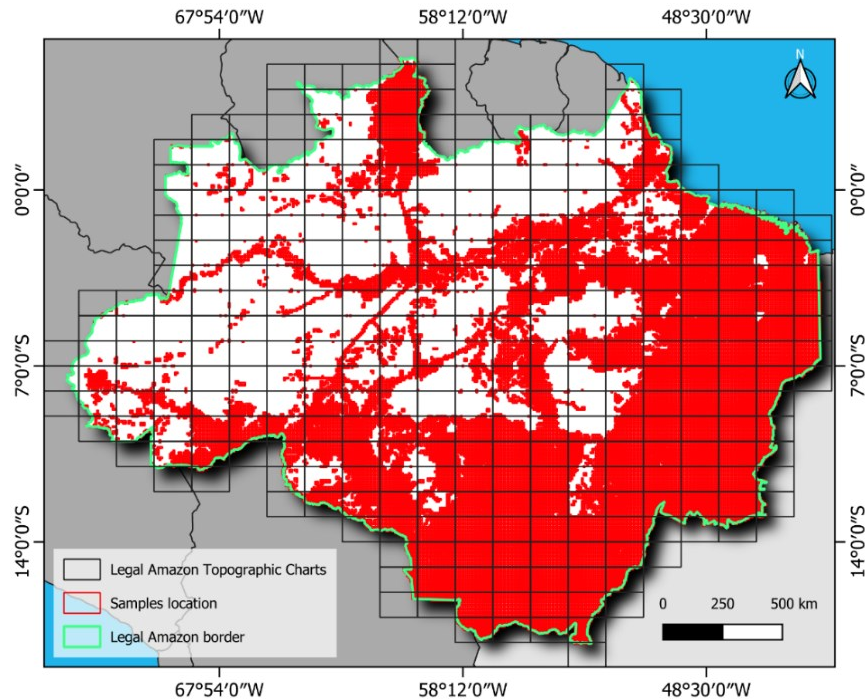 67°54'0"W 58°12'0"W 48°30'0"W
N
0°0'0" 0°0'0"
7°0'0"S 7°0'0"S
14°0'0"S 14°0'0"S
Legal Amazon Topographic Charts
Samples location
Legal Amazon border
0 250 500 km
67°54'0"W 58°12'0"W 48°30'0"W